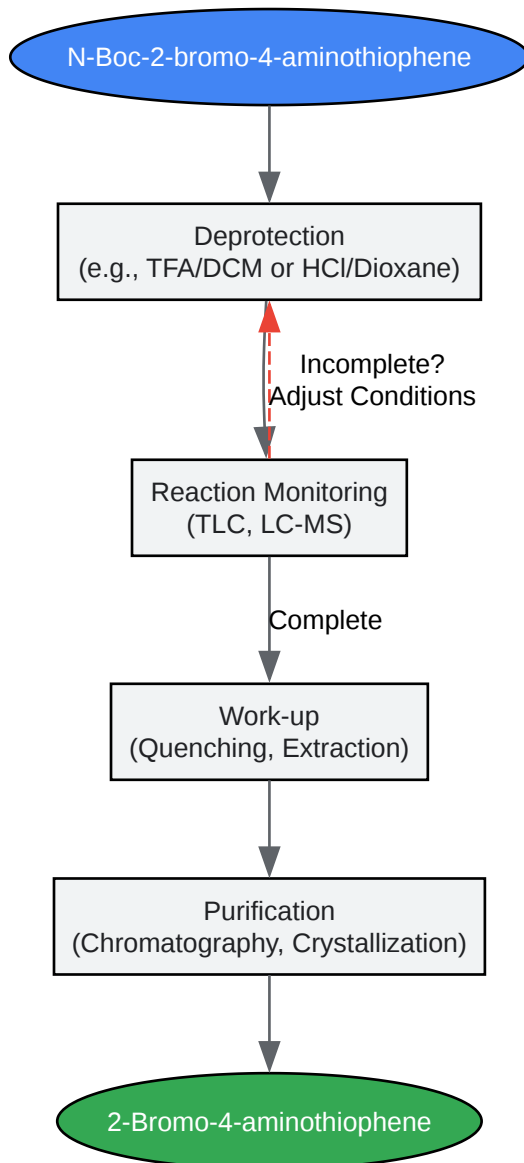 N-Boc-2-bromo-4-aminothiophene
Deprotection
(e.g., TFA/DCM or HCl/Dioxane)
Incomplete?
Adjust Conditions
Reaction Monitoring
(TLC, LC-MS)
Complete
Work-up
(Quenching, Extraction)
Purification
(Chromatography, Crystallization)
2-Bromo-4-aminothiophene